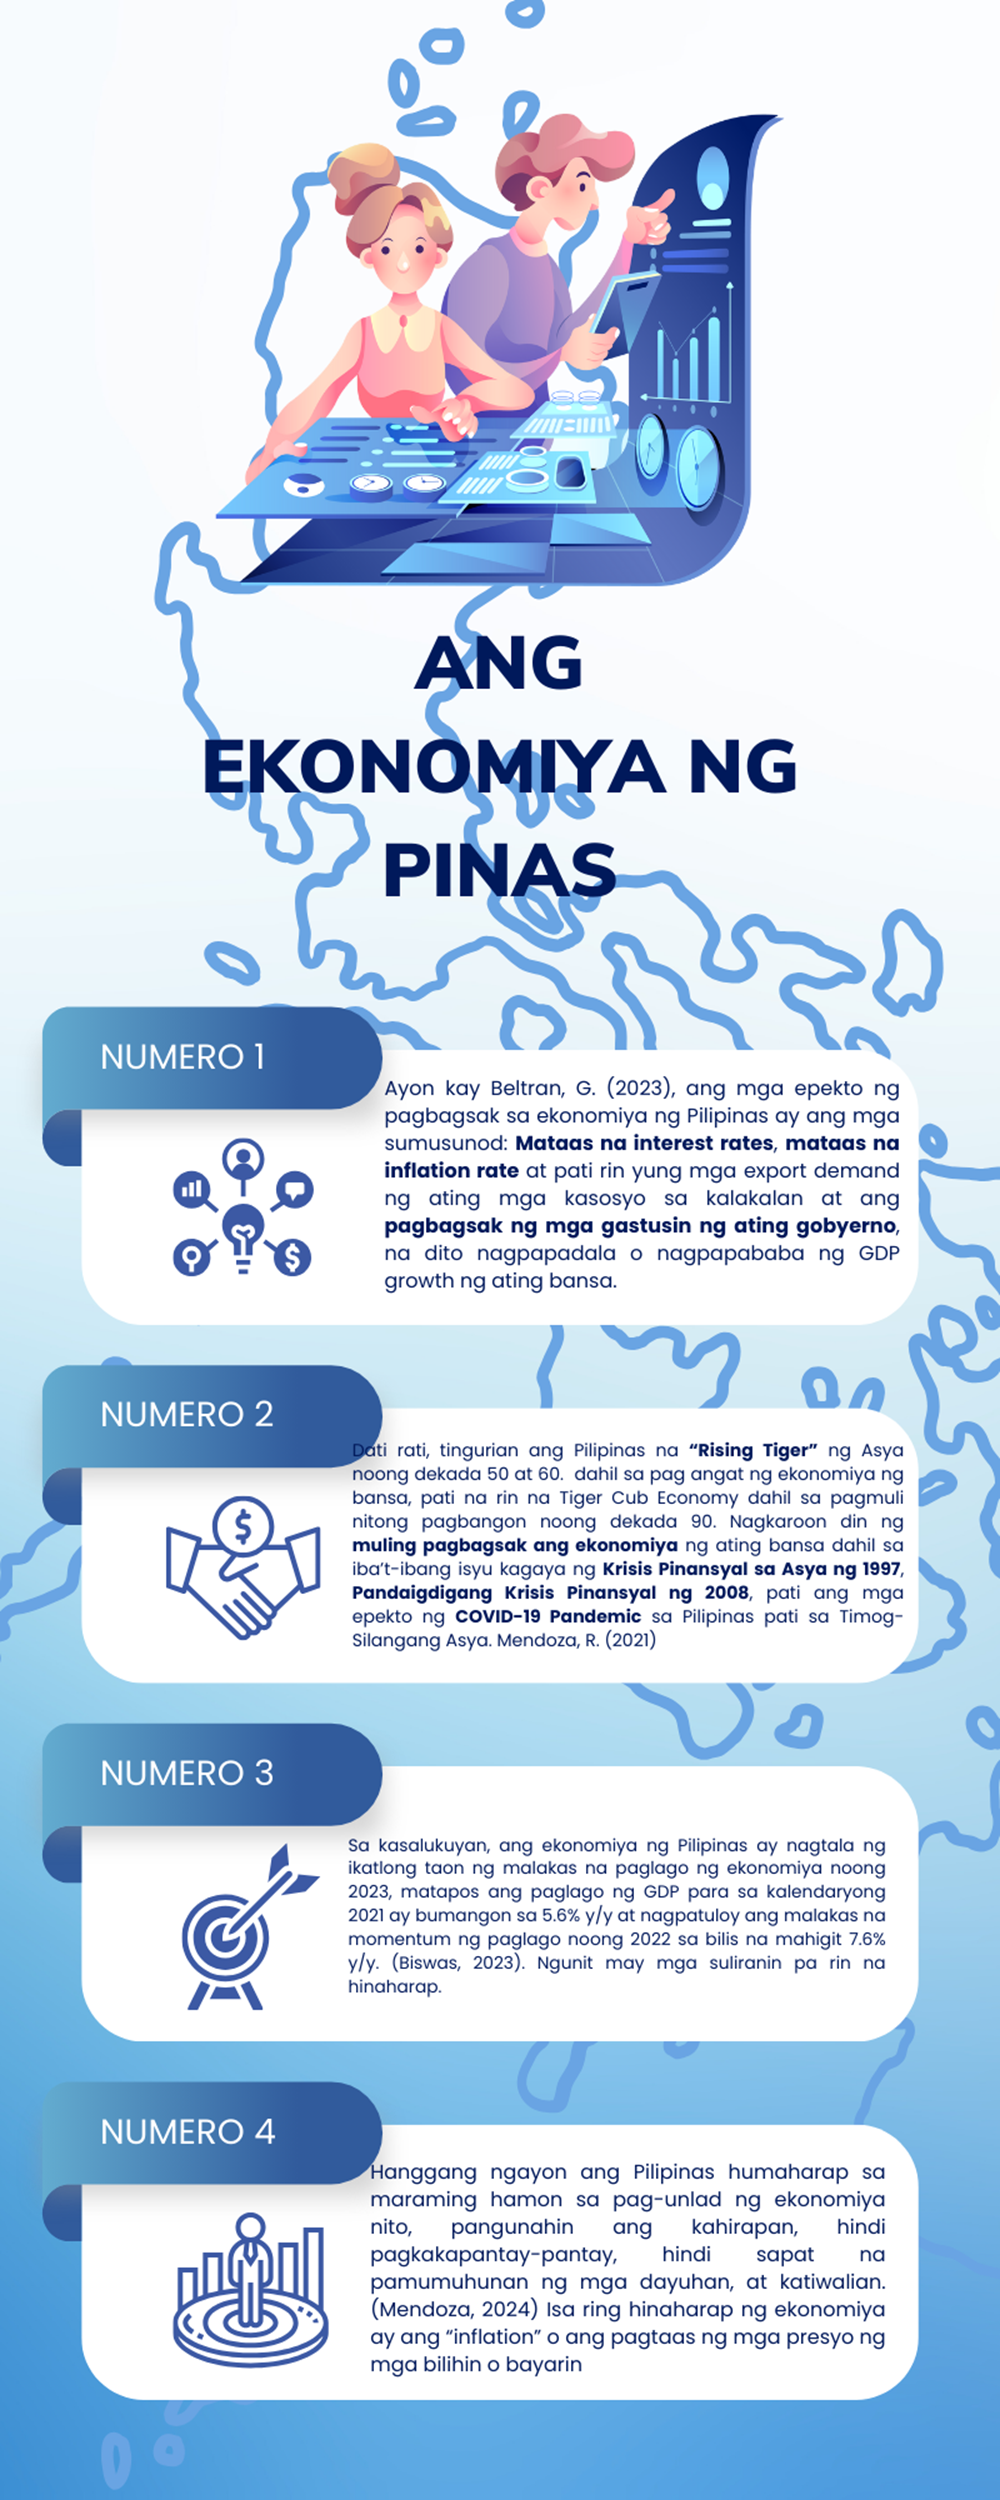 ANG
EKONOMIYA NG
PINAS
NUMERO 1
Ayon kay Beltran, G. (2023), ang mga epekto ng
pagbagsak sa ekonomiya ng Pilipinas ay ang mga
sumusunod: Mataas na interest rates, mataas na
inflation rate at pati rin yung mga export demand
ng ating mga kasosyo sa kalakalan at ang
pagbagsak ng mga gastusin ng ating gobyerno,
na dito nagpapadala o nagpapababa ng GDP
growth ng ating bansa.
NUMERO 2
Dati rati, tingurian ang Pilipinas na “Rising Tiger” ng Asya
noong dekada 50 at 60. dahil sa pag angat ng ekonomiya ng
bansa, pati na rin na Tiger Cub Economy dahil sa pagmuli
nitong pagbangon noong dekada 90. Nagkaroon din ng
muling pagbagsak ang ekonomiya ng ating bansa dahil sa
iba’t-ibang isyu kagaya ng Krisis Pinansyal sa Asya ng 1997,
Pandaigdigang Krisis Pinansyal ng 2008, pati ang mga
epekto ng COVID-19 Pandemic sa Pilipinas pati sa Timog-
Silangang Asya. Mendoza, R. (2021)
NUMERO 3
Sa kasalukuyan, ang ekonomiya ng Pilipinas ay nagtala ng
ikatlong taon ng malakas na paglago ng ekonomiya noong
2023, matapos ang paglago ng GDP para sa kalendaryong
2021 ay bumangon sa 5.6% y/y at nagpatuloy ang malakas na
momentum ng paglago noong 2022 sa bilis na mahigit 7.6%
y/y. (Biswas, 2023). Ngunit may mga suliranin pa rin na
hinaharap.
NUMERO 4
Hanggang ngayon ang Pilipinas humaharap sa
maraming hamon sa pag-unlad ng ekonomiya
nito, pangunahin ang kahirapan, hindi
pagkakapantay-pantay, hindi sapat na
pamumuhunan ng mga dayuhan, at katiwalian.
(Mendoza, 2024) Isa ring hinaharap ng ekonomiya
ay ang “inflation” o ang pagtaas ng mga presyo ng
mga bilihin o bayarin